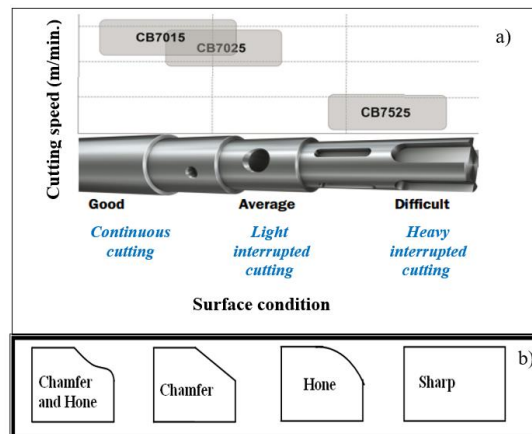 a)
Cutting speed (m/min.)
CB7015
CB7025
CB7525
Good Average Difficult
Continuous
cutting
Light
interrupted
cutting
Heavy
interrupted
cutting
Surface condition
b)
Chamfer
and Hone
Chamfer
Hone
Sharp